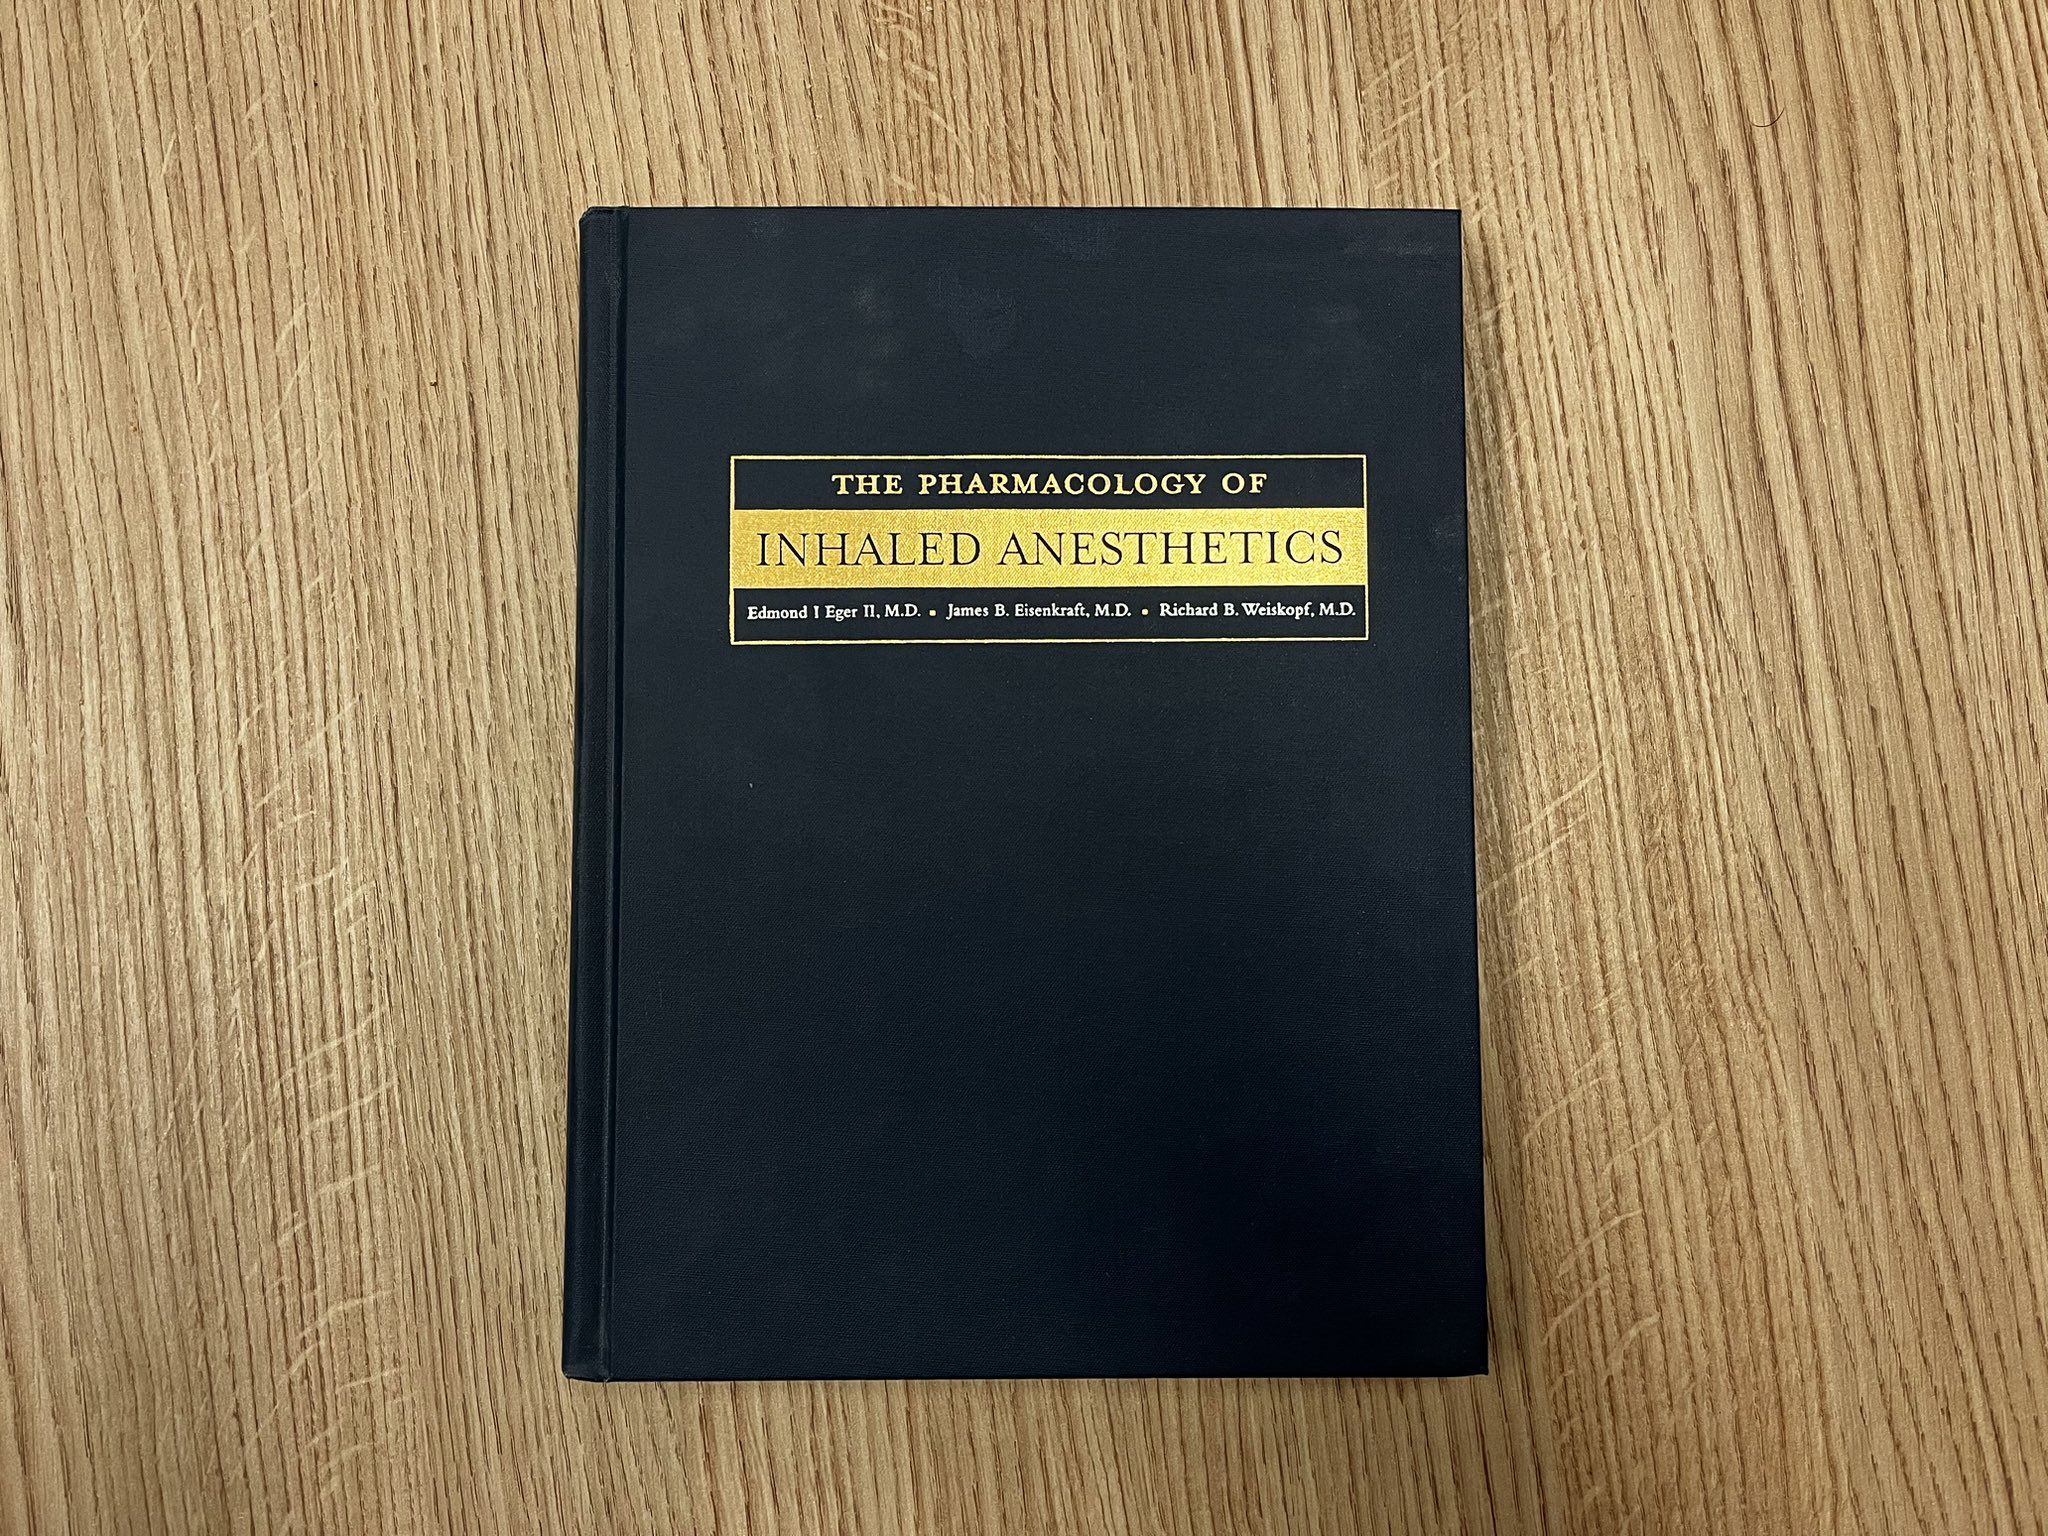 THE PHARMACOLOGY OF
INHALED ANESTHETICS
Edmond I Eger II, M.D. ▪ James B. Eisenkraft, M.D. ▪ Richard B. Weiskopf, M.D.